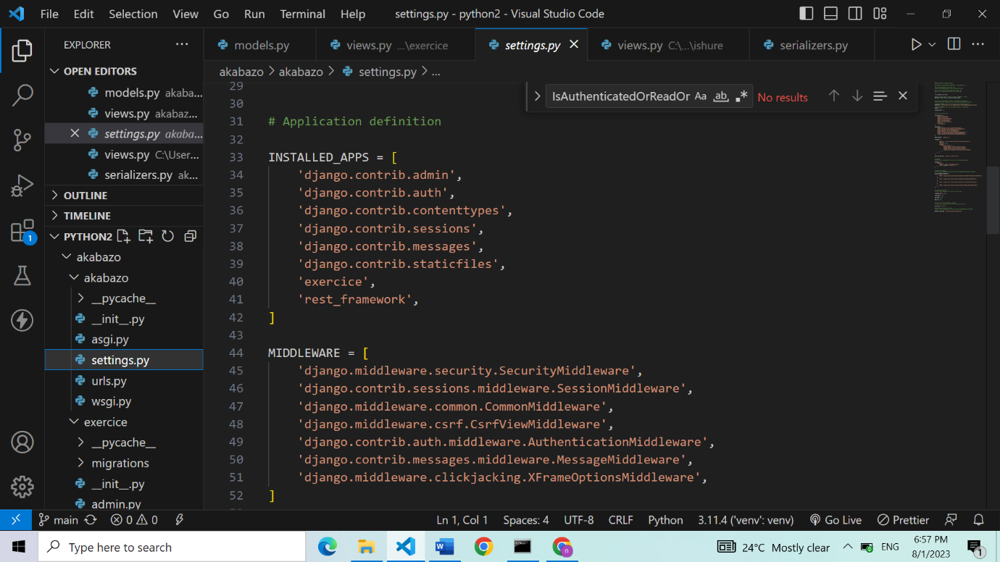 File Edit Selection View Go Run Terminal Help settings.py - python2 - Visual Studio Code
EXPLORER ···
models.py views.py ...\exercice settings.py views.py C:\...\ishure serializers.py
OPEN EDITORS
models.py akabaz...
views.py akabaz...
settings.py akaba...
views.py C:\User...
serializers.py ak...
OUTLINE
TIMELINE
PYTHON2
akabazo
akabazo
__pycache__
__init__.py
asgi.py
settings.py
urls.py
wsgi.py
exercice
__pycache__
migrations
__init__.py
admin.py
1
akabazo > akabazo > settings.py > ...
IsAuthenticatedOrReadOr Aa ab .* No results
29
30
31 # Application definition
32
33 INSTALLED_APPS = [
34 'django.contrib.admin',
35 'django.contrib.auth',
36 'django.contrib.contenttypes',
37 'django.contrib.sessions',
38 'django.contrib.messages',
39 'django.contrib.staticfiles',
40 'exercice',
41 'rest_framework',
42 ]
43
44 MIDDLEWARE = [
45 'django.middleware.security.SecurityMiddleware',
46 'django.contrib.sessions.middleware.SessionMiddleware',
47 'django.middleware.common.CommonMiddleware',
48 'django.middleware.csrf.CsrfViewMiddleware',
49 'django.contrib.auth.middleware.AuthenticationMiddleware',
50 'django.contrib.messages.middleware.MessageMiddleware',
51 'django.middleware.clickjacking.XFrameOptionsMiddleware',
52 ]
main 0 0 Ln 1, Col 1 Spaces: 4 UTF-8 CRLF Python 3.11.4 ('venv': venv) Go Live Prettier
Type here to search n 24°C Mostly clear ENG 6:57 PM
8/1/2023 1